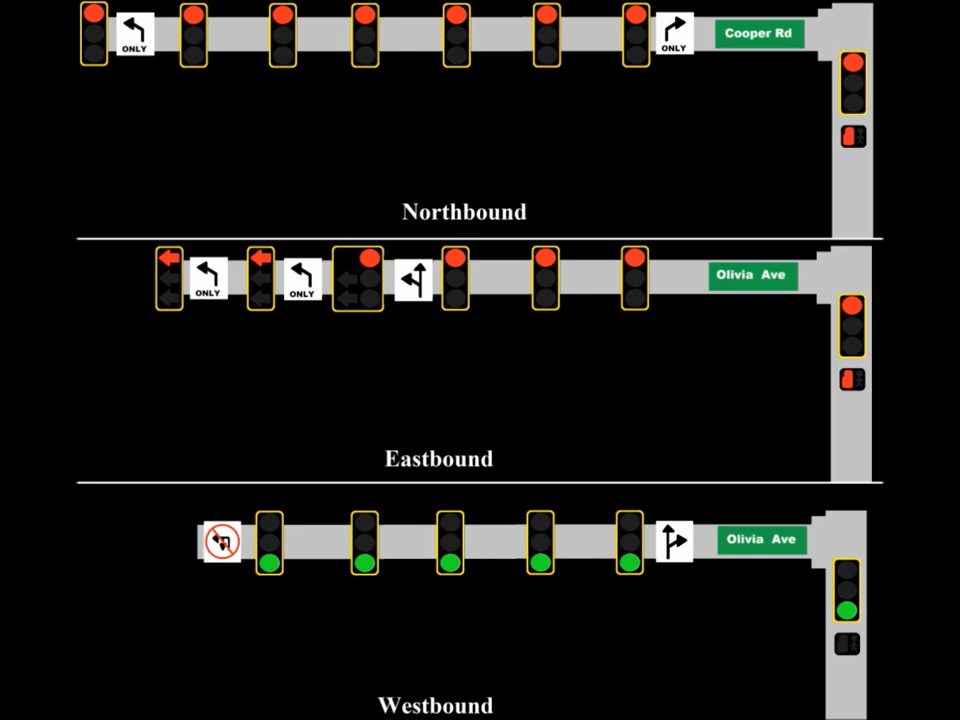 ONLY
ONLY
Cooper Rd
Northbound
ONLY
ONLY
Olivia Ave
Eastbound
Olivia Ave
Westbound